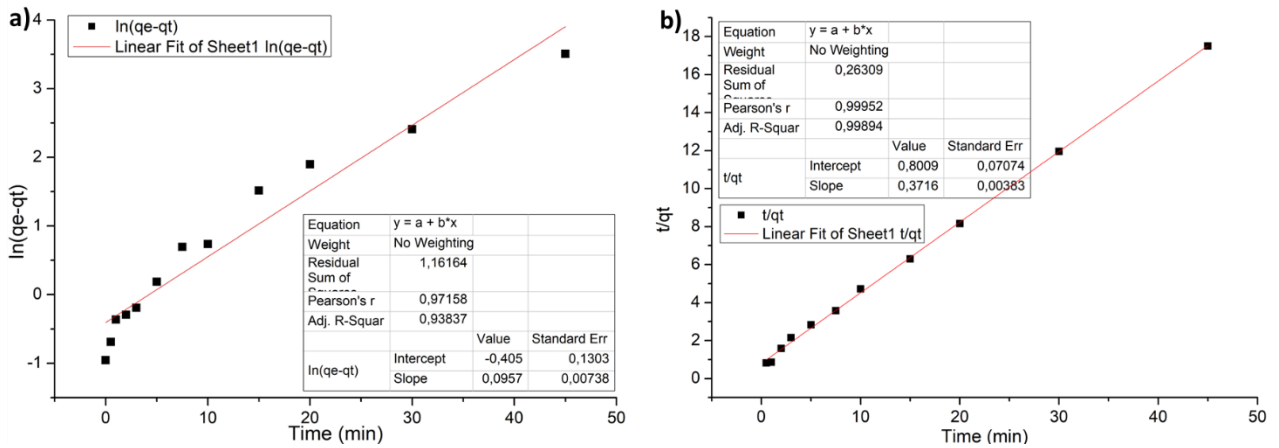 a)
ln(qe-qt)
Linear Fit of Sheet1 ln(qe-qt)
4
3
2
1
0
-1
ln(qe-qt)
Equation y = a + b*x
Weight No Weighting
Residual 1,16164
Sum of
Pearson's r 0,97158
Adj. R-Squar 0,93837
Value Standard Err
ln(qe-qt) Intercept -0,405 0,1303
Slope 0,0957 0,00738
0 10 20 30 40 50
Time (min)
b)
Equation y = a + b*x
Weight No Weighting
Residual 0,26309
Sum of
Pearson's r 0,99952
Adj. R-Squar 0,99894
Value Standard Err
t/qt Intercept 0,8009 0,07074
Slope 0,3716 0,00383
t/qt
Linear Fit of Sheet1 t/qt
18
16
14
12
10
8
6
4
2
0
t/qt
0 10 20 30 40 50
Time (min)